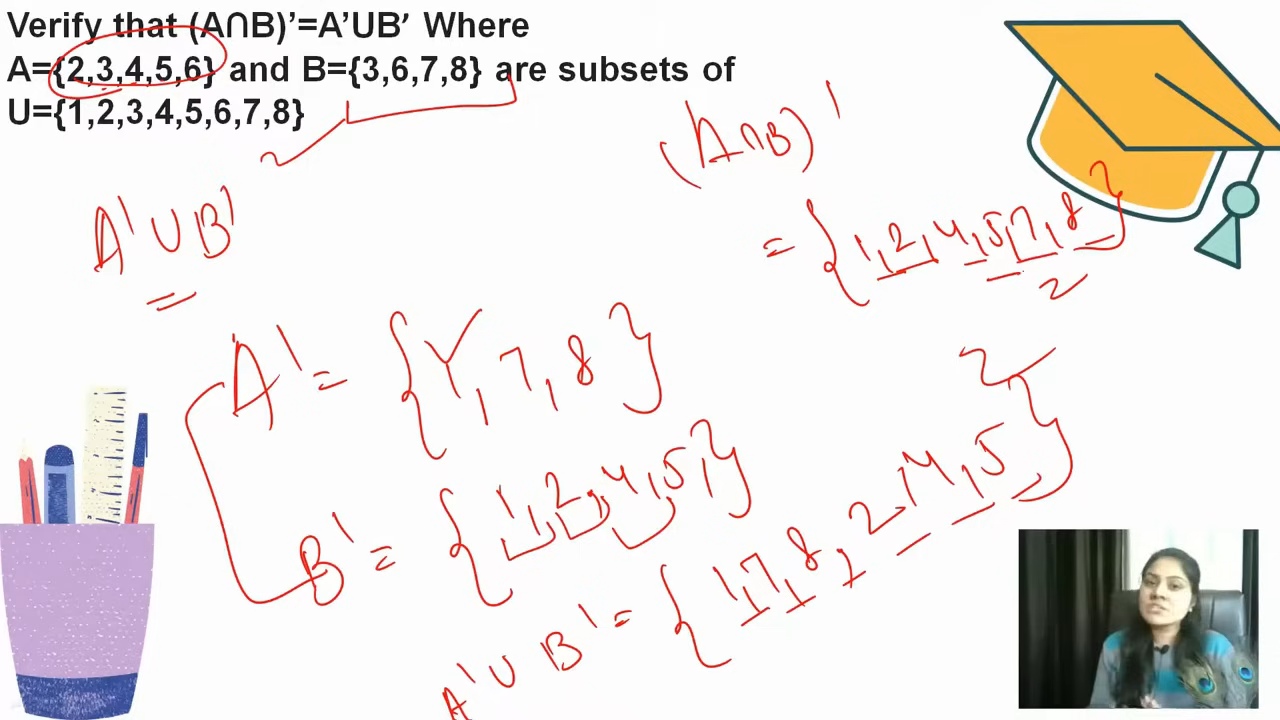 Verify that (A∩B)’=A’UB’ Where
A={2,3,4,5,6} and B={3,6,7,8} are subsets of
U={1,2,3,4,5,6,7,8}
(A∩B)'
= {1,2,4,5,7,8}
A'∪B'
A' = {1,7,8}
B' = {1,2,4,5,}
A'∪B' = {1,7,8,2,4,5}